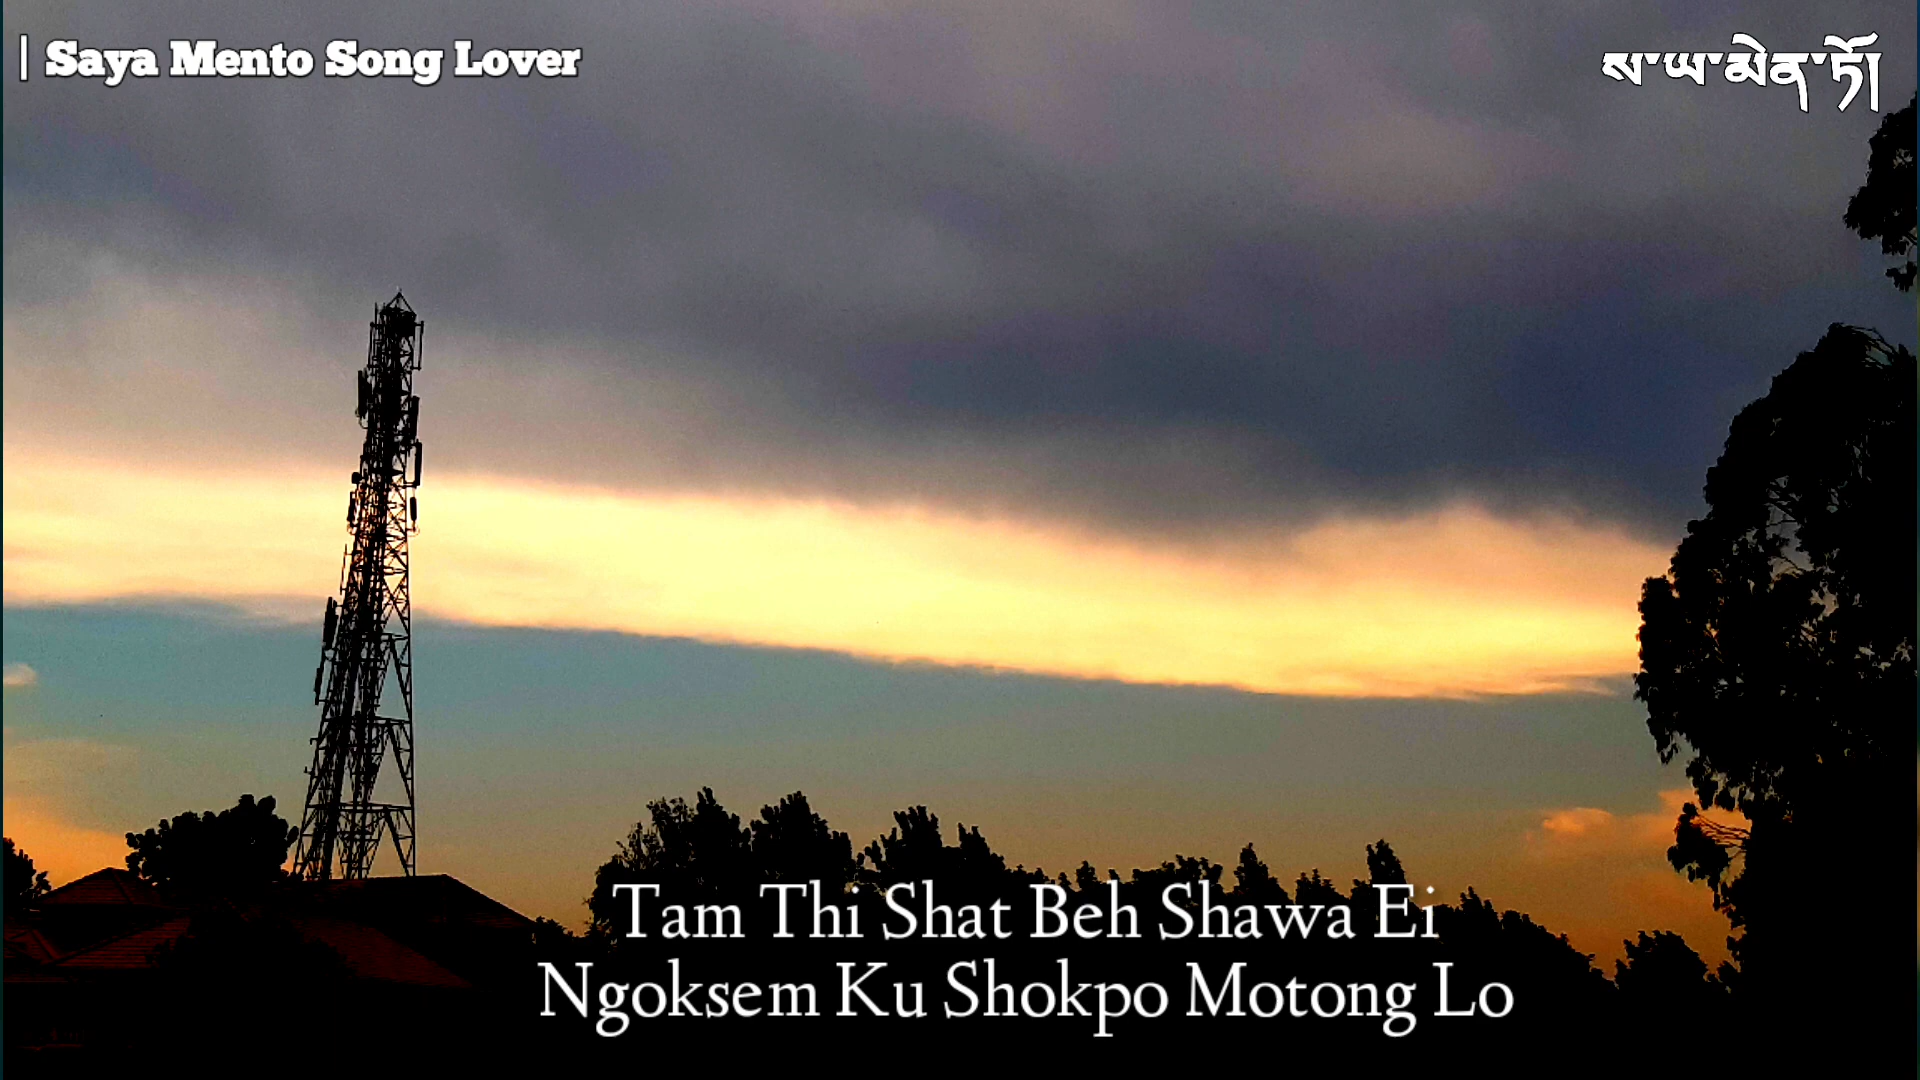 | Saya Mento Song Lover
ས་ཡ་མེན་ཏོ།
Tam Thi Shat Beh Shawa Ei
Ngoksem Ku Shokpo Motong Lo